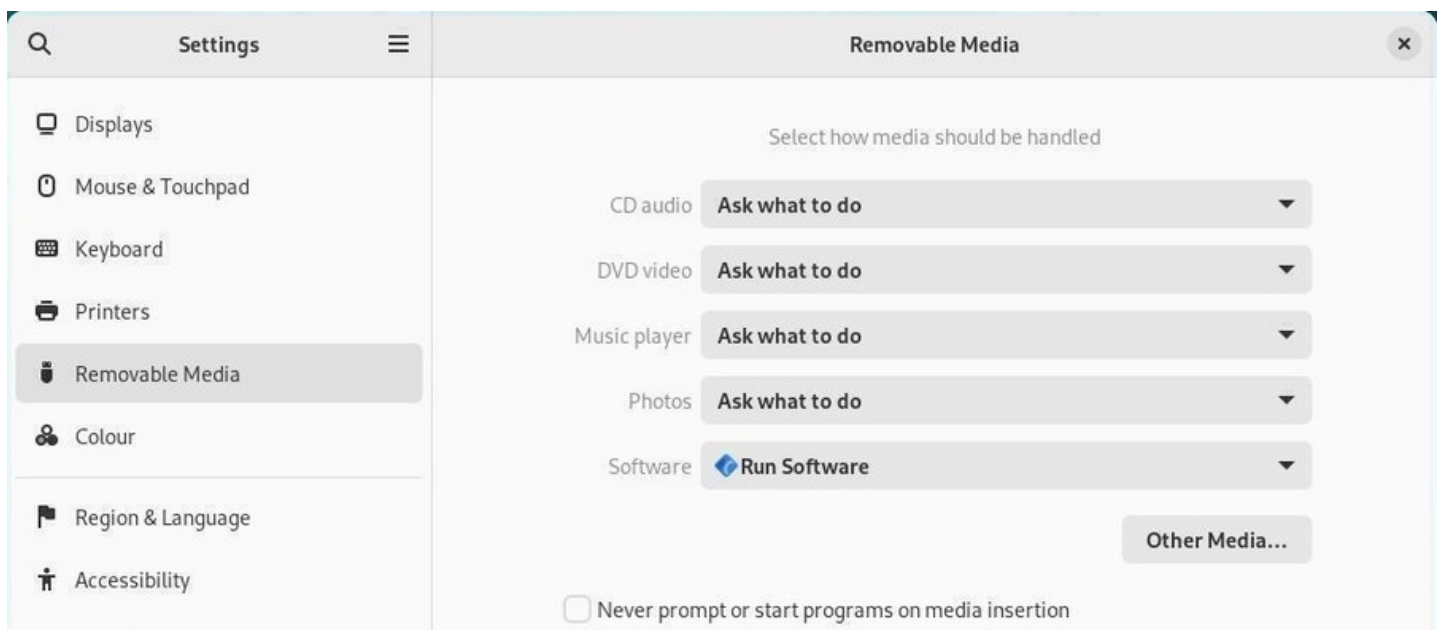 Settings
Displays
Mouse & Touchpad
Keyboard
Printers
Removable Media
Colour
Region & Language
Accessibility
Removable Media
Select how media should be handled
CD audio Ask what to do
DVD video Ask what to do
Music player Ask what to do
Photos Ask what to do
Software Run Software
Other Media...
Never prompt or start programs on media insertion